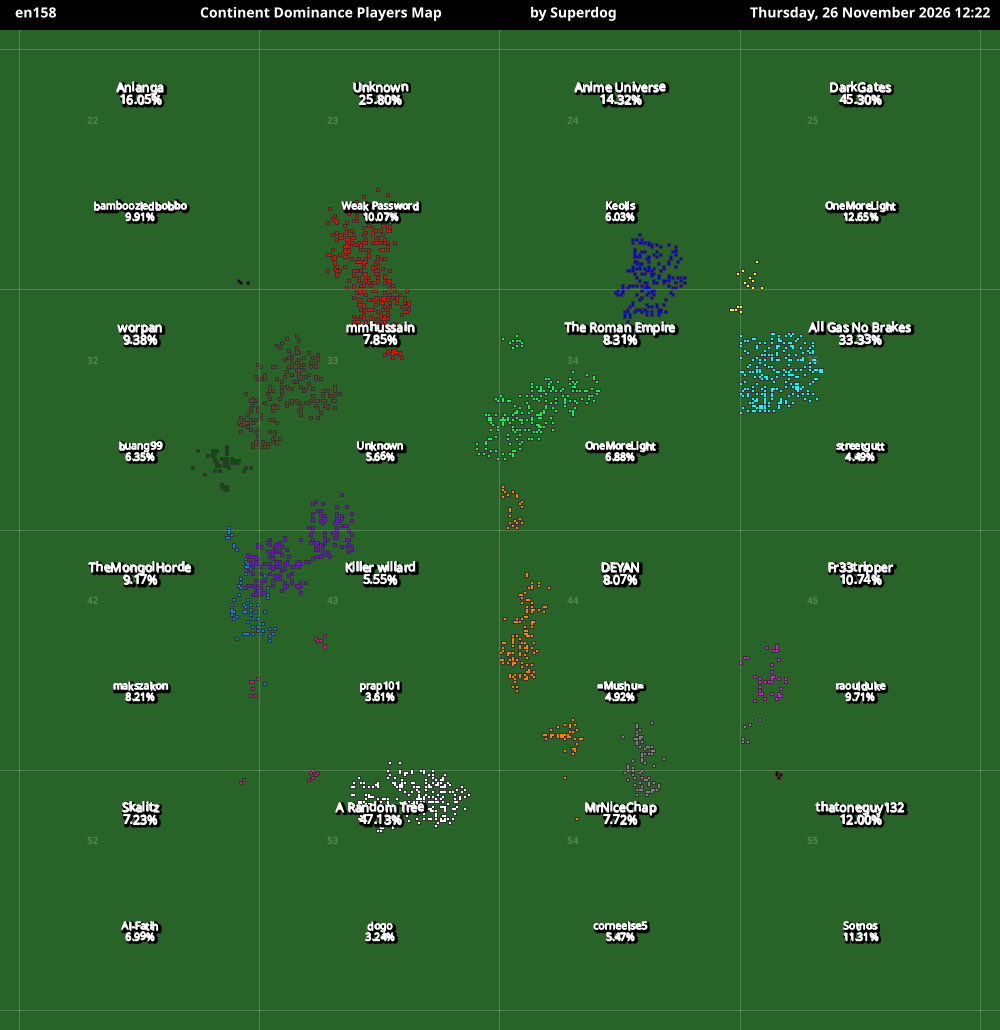 en158 Continent Dominance Players Map by Superdog Thursday, 26 November 2026 12:22
Anianga Unknown Anime Universe DarkGates
16.05% 25.80% 14.32% 45.30%
22 23 24 25
bamboozledbobbo Weak Password Keolis OneMoreLight
9.91% 10.07% 6.03% 12.65%
worpan mmhussain The Roman Empire All Gas No Brakes
9.38% 7.85% 8.31% 33.33%
32 33 34
buang99 Unknown OneMoreLight streetgutt
6.35% 5.66% 6.88% 4.49%
TheMongolHorde Killer willard DEYAN Fr33tripper
9.17% 5.55% 8.07% 10.74%
42 43 44 45
makszakon prap101 =Mushu= raoulduke
8.21% 3.61% 4.92% 9.71%
Skalitz A Random Tree MrNiceChap thatoneguy132
7.23% 47.13% 7.72% 12.00%
52 53 54 55
Al-Fatih dogo corneelse5 Somos
6.99% 3.24% 5.47% 11.31%